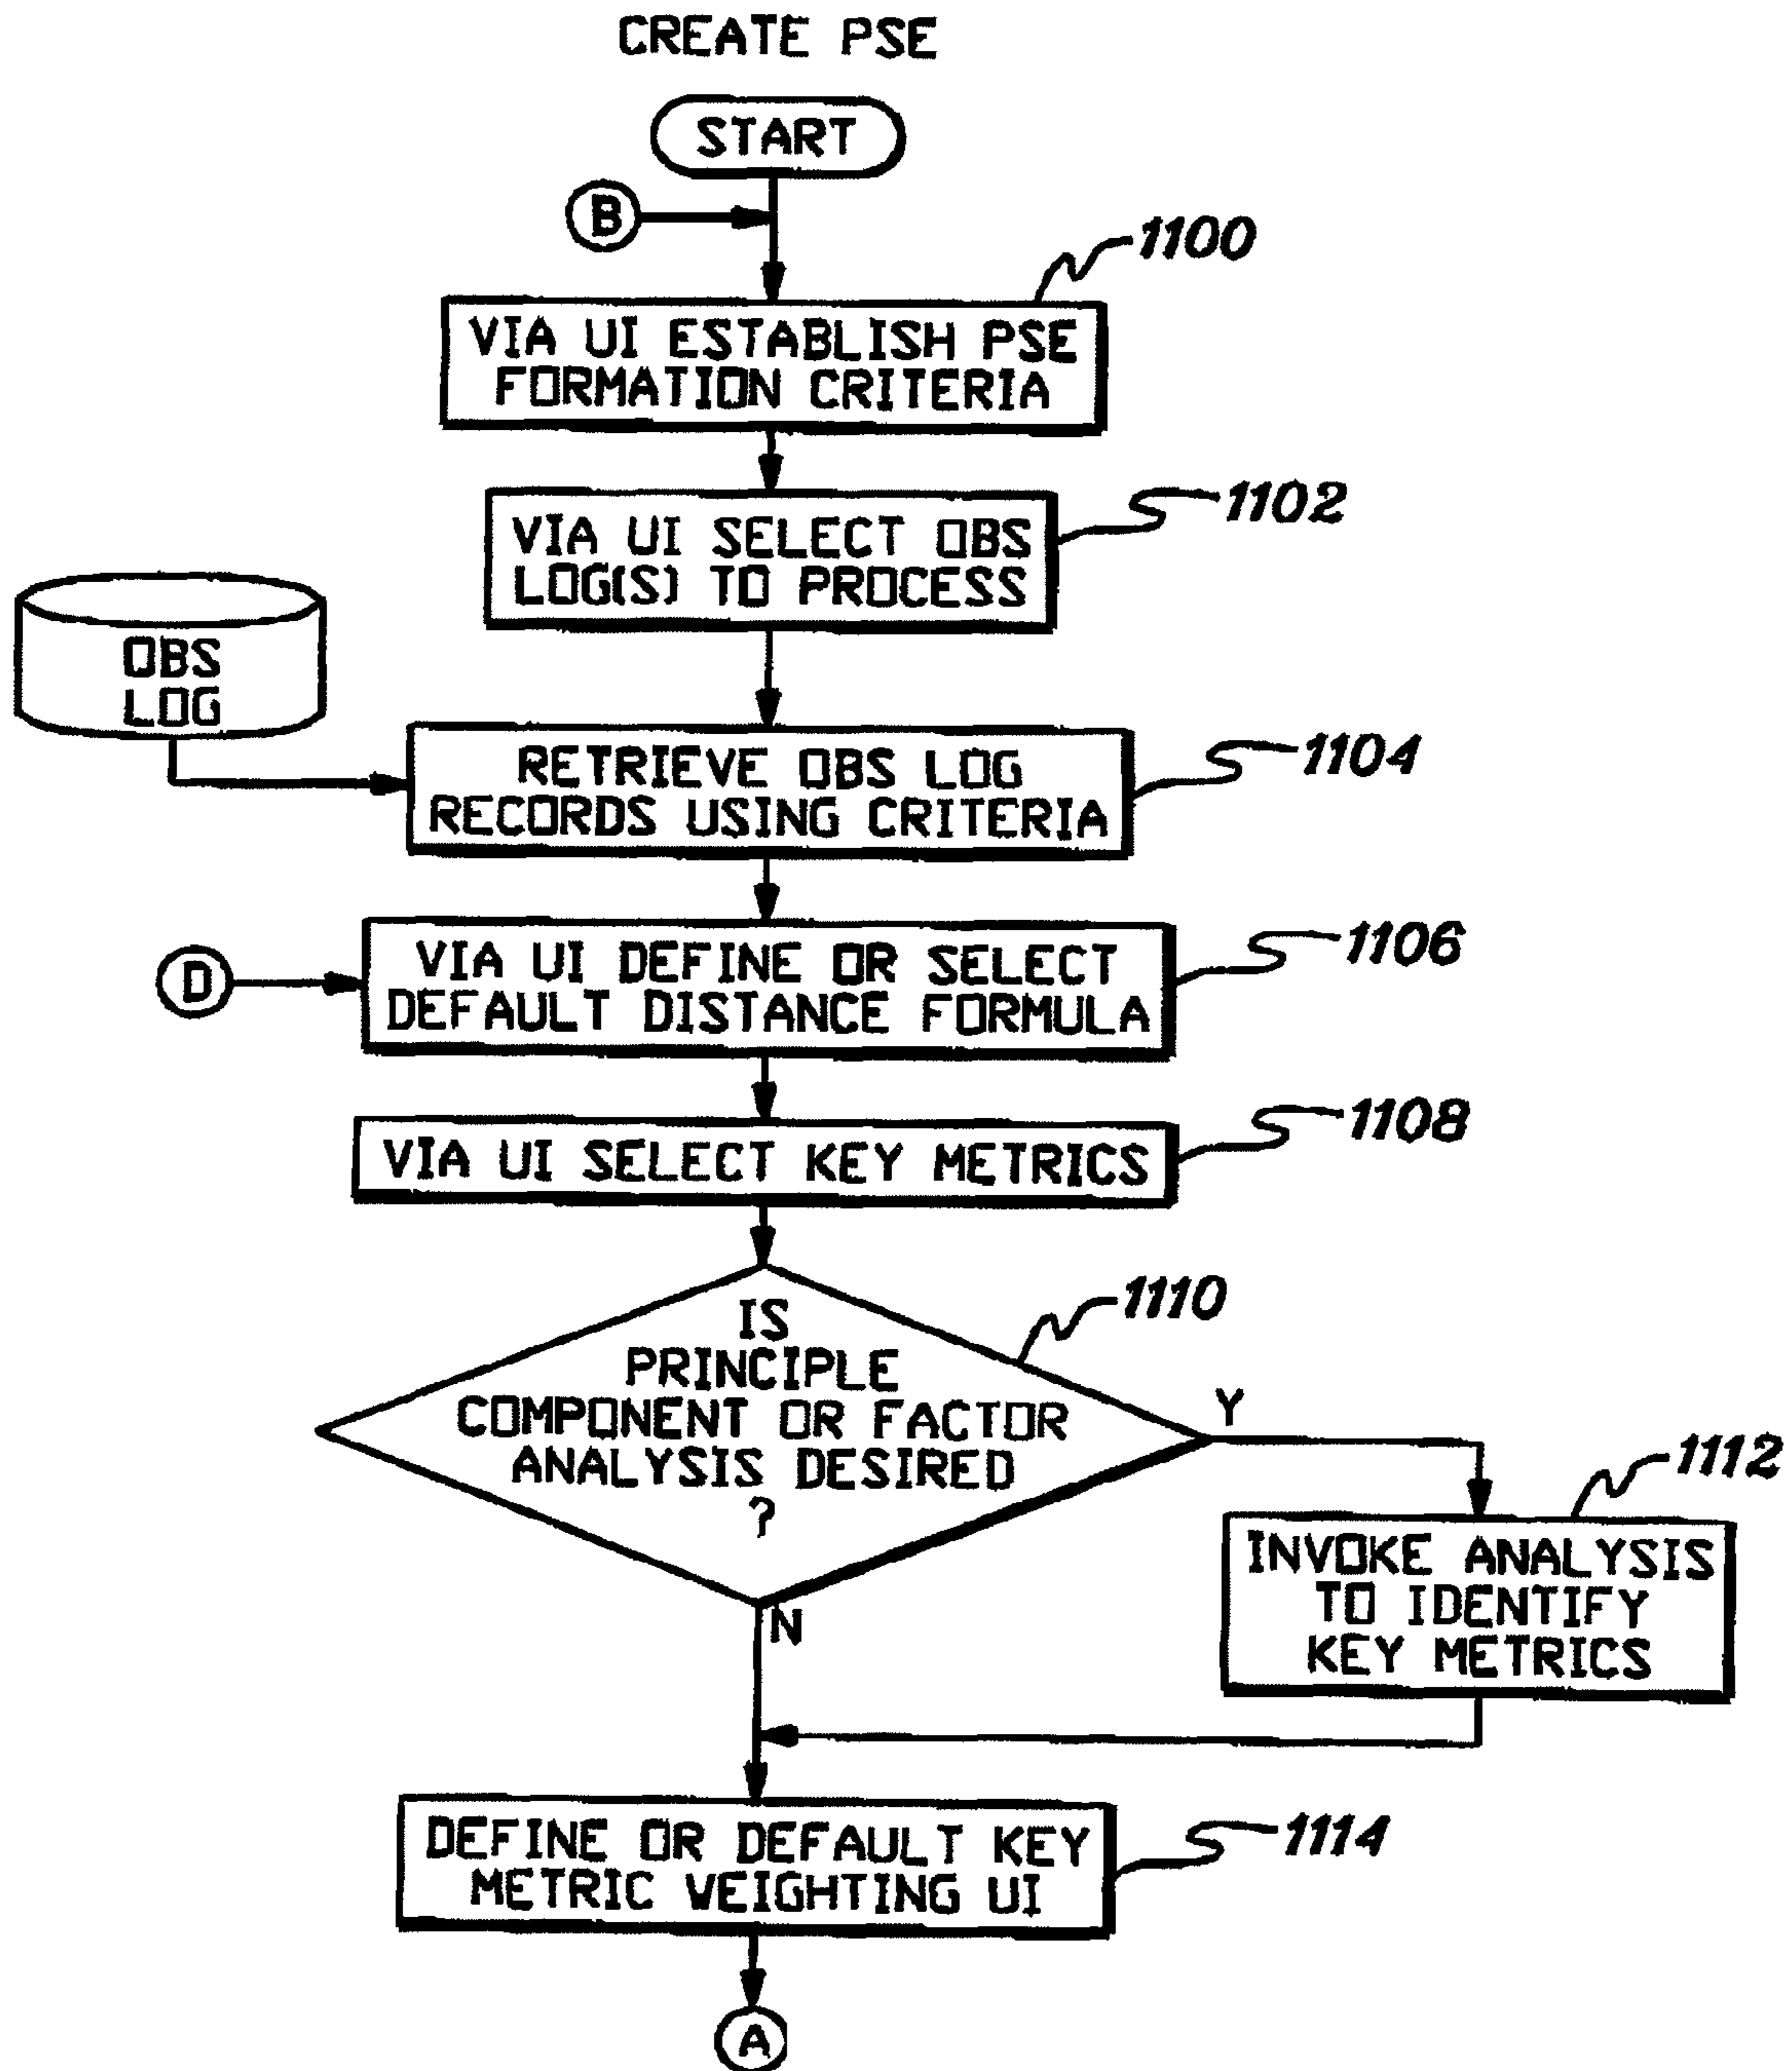 CREATE PSE
START
B
1100
VIA UI ESTABLISH PSE
FORMATION CRITERIA
1102
VIA UI SELECT OBS
LOG(S) TO PROCESS
OBS
LOG
1104
RETRIEVE OBS LOG
RECORDS USING CRITERIA
1106
D
VIA UI DEFINE OR SELECT
DEFAULT DISTANCE FORMULA
1108
VIA UI SELECT KEY METRICS
1110
IS
PRINCIPLE
COMPONENT OR FACTOR
ANALYSIS DESIRED
?
Y
1112
INVOKE ANALYSIS
TO IDENTIFY
KEY METRICS
N
1114
DEFINE OR DEFAULT KEY
METRIC WEIGHTING UI
A